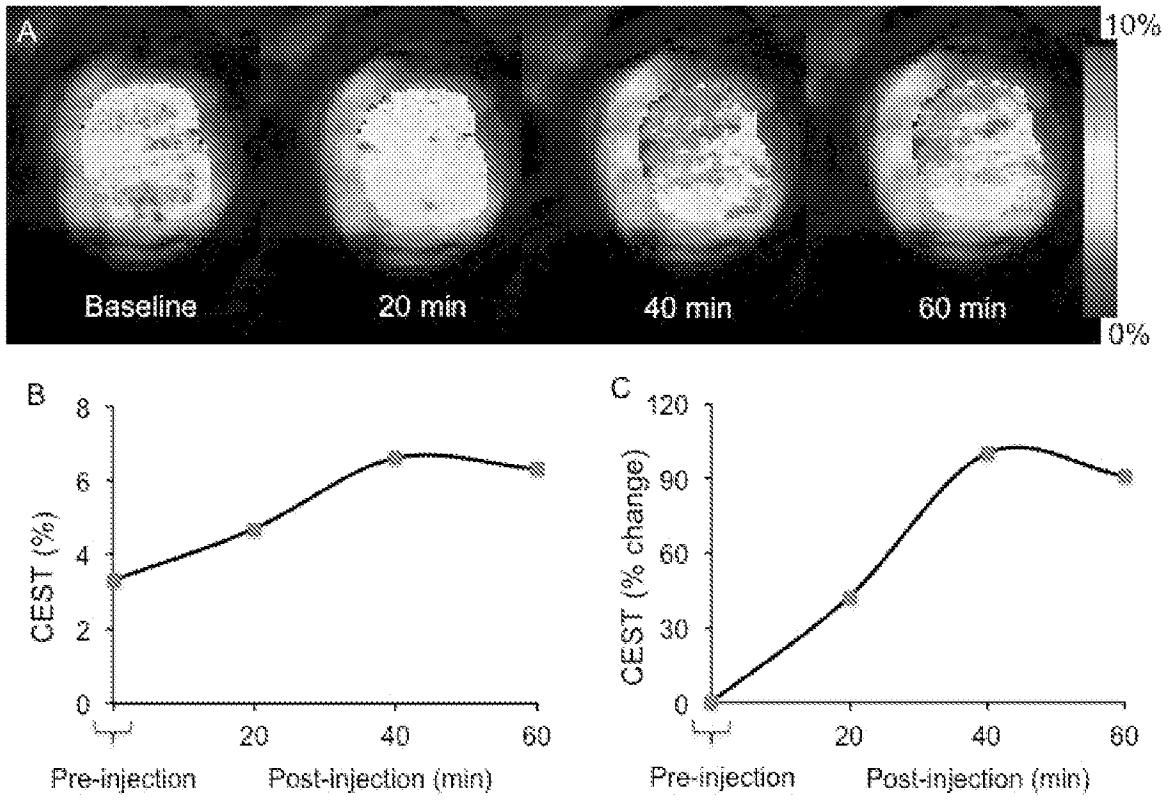 A
10%
Baseline
20 min
40 min
60 min
0%
B
8
6
4
2
0
CEST (%)
20
40
60
Pre-injection
Post-injection (min)
C
120
90
60
30
0
CEST (% change)
20
40
60
Pre-injection
Post-injection (min)